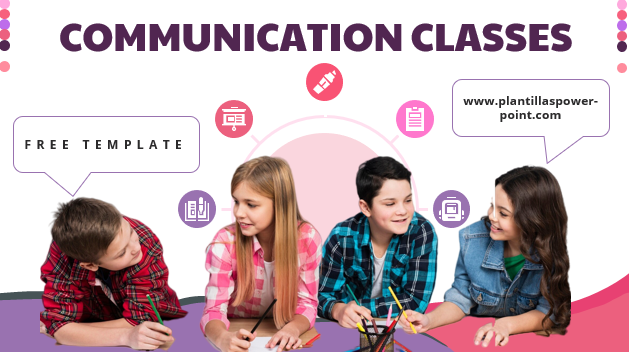 COMMUNICATION CLASSES
www.plantillaspower-
point.com
FREE TEMPLATE